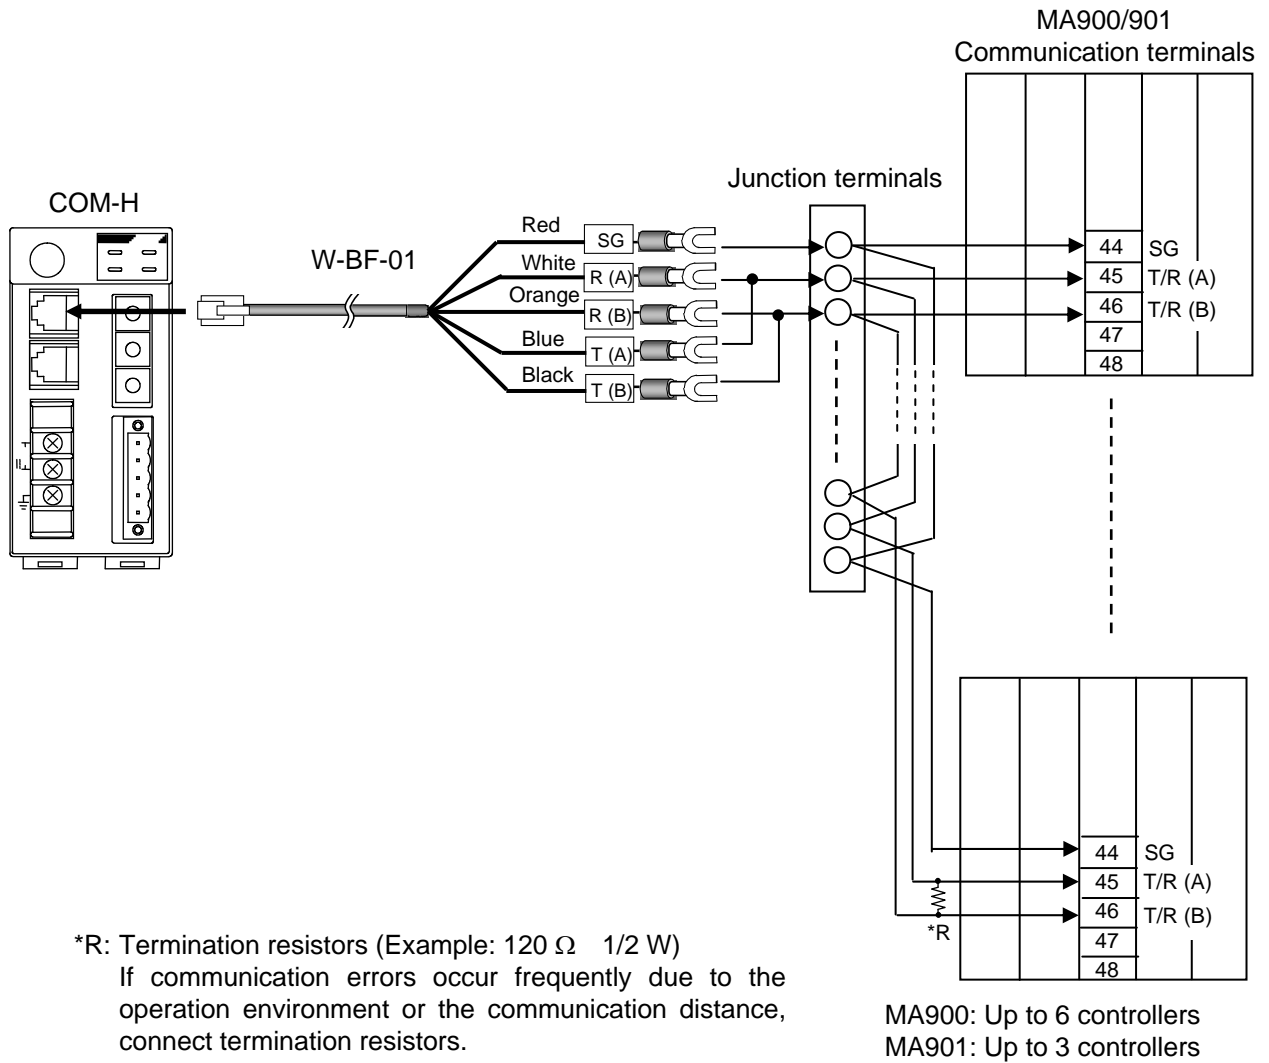 MA900/901
Communication terminals
Junction terminals
COM-H
W-BF-01
Red
SG
White
R (A)
Orange
R (B)
Blue
T (A)
Black
T (B)
44 SG
45 T/R (A)
46 T/R (B)
47
48
44 SG
45 T/R (A)
46 T/R (B)
47
48
*R
*R: Termination resistors (Example: 120 Ω 1/2 W)
If communication errors occur frequently due to the
operation environment or the communication distance,
connect termination resistors.
MA900: Up to 6 controllers
MA901: Up to 3 controllers